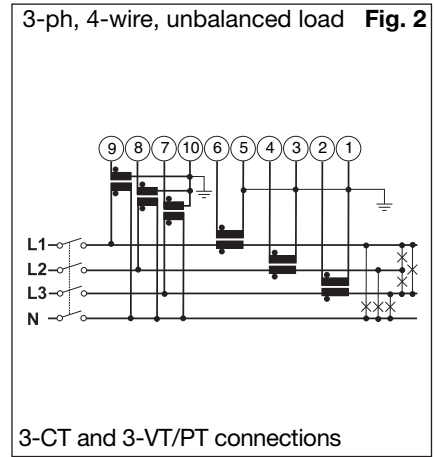 3-ph, 4-wire, unbalanced load Fig. 2
9 8 7 10 6 5 4 3 2 1
L1
L2
L3
N
3-CT and 3-VT/PT connections